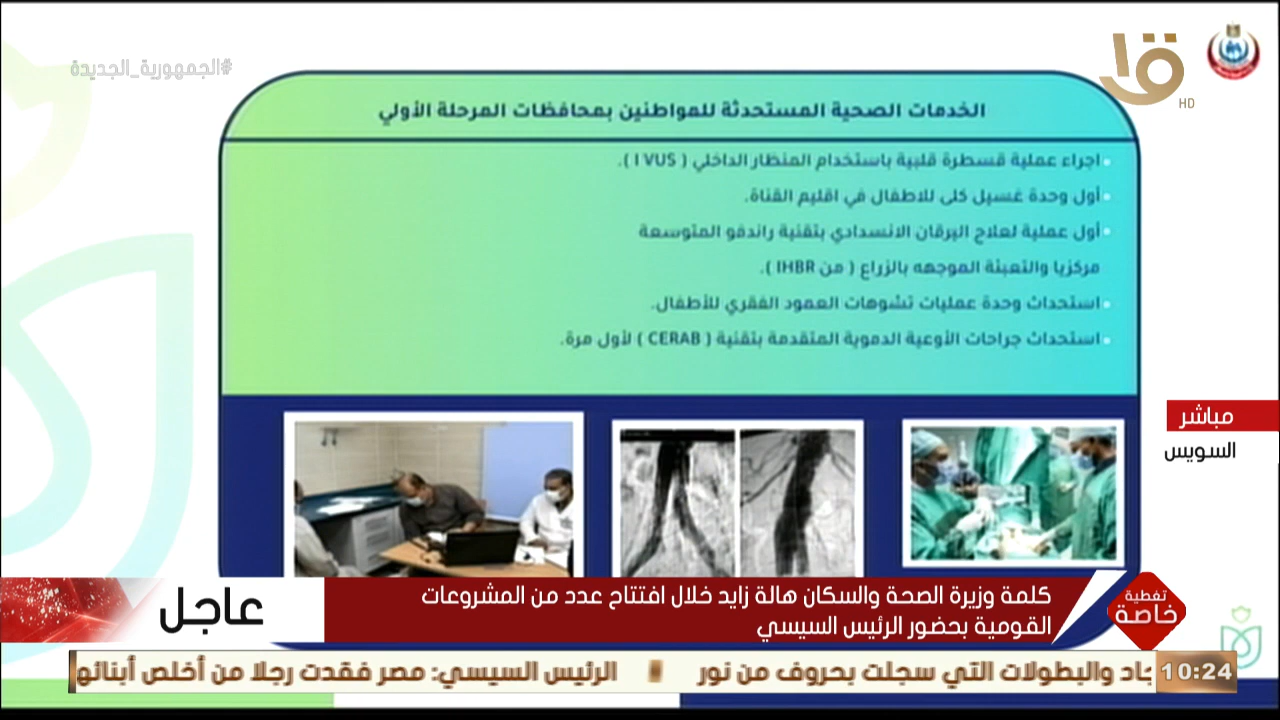 #الجمهورية_الجديدة
HD
الخدمات الصحية المستحدثة للمواطنين بمحافظات المرحلة الأولي
اجراء عملية قسطرة قلبية باستخدام المنظار الداخلي ( IVUS ).
أول وحدة غسيل كلى للاطفال في اقليم القناة.
أول عملية لعلاج اليرقان الانسدادي بتقنية راندفو المتوسعة
مركزيا والتعبئة الموجهه بالزراع ( من IHBR ).
استحداث وحدة عمليات تشوهات العمود الفقري للأطفال.
استحداث جراحات الأوعية الدموية المتقدمة بتقنية ( CERAB ) لأول مرة.
مباشر
السويس
تغطية
خاصة
كلمة وزيرة الصحة والسكان هالة زايد خلال افتتاح عدد من المشروعات
القومية بحضور الرئيس السيسي
عاجل
10:24
جاد والبطولات التي سجلت بحروف من نور
الرئيس السيسي: مصر فقدت رجلا من أخلص أبنائه